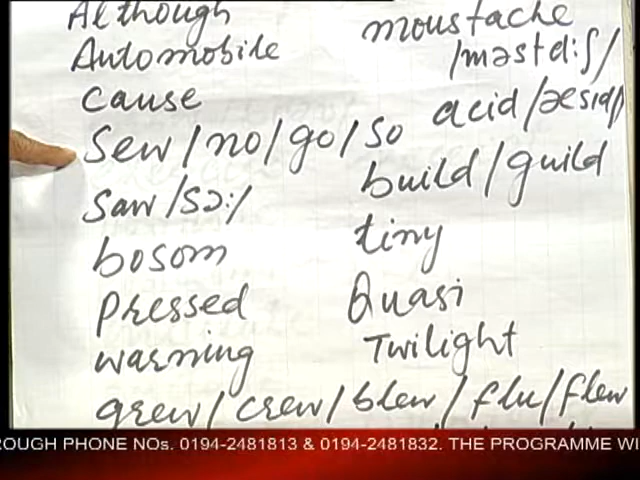 Although moustache
Automobile /məstɑ:ʃ/
cause acid/æsid/
Sew/no/go/so
build/guild
saw/sɔ:/
bosom tiny
pressed Quasi
warning Twilight
grew/crew/blew/flu/flew
ROUGH PHONE NOs. 0194-2481813 & 0194-2481832. THE PROGRAMME WI